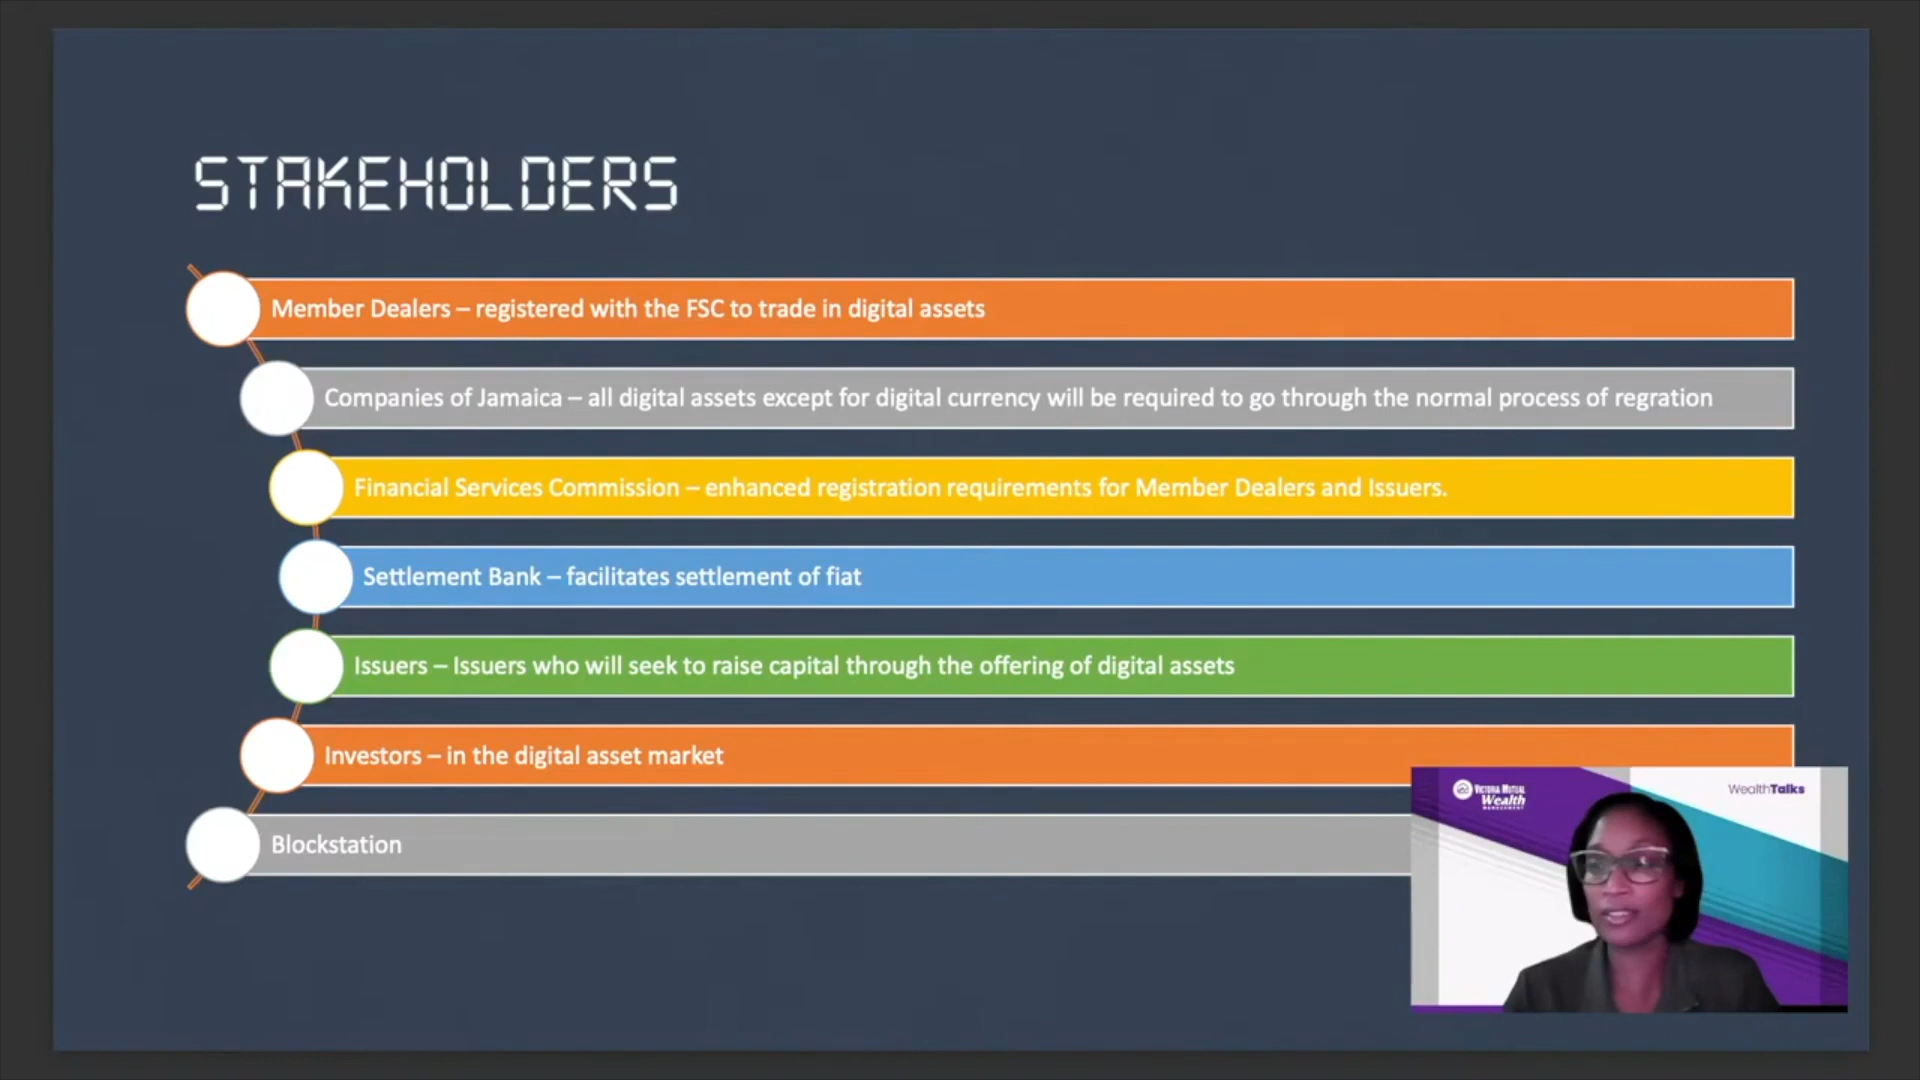 STAKEHOLDERS
Member Dealers – registered with the FSC to trade in digital assets
Companies of Jamaica – all digital assets except for digital currency will be required to go through the normal process of regration
Financial Services Commission – enhanced registration requirements for Member Dealers and Issuers.
Settlement Bank – facilitates settlement of fiat
Issuers – Issuers who will seek to raise capital through the offering of digital assets
Investors – in the digital asset market
Blockstation
VICTORIA MUTUAL
Wealth
MANAGEMENT
WealthTalks